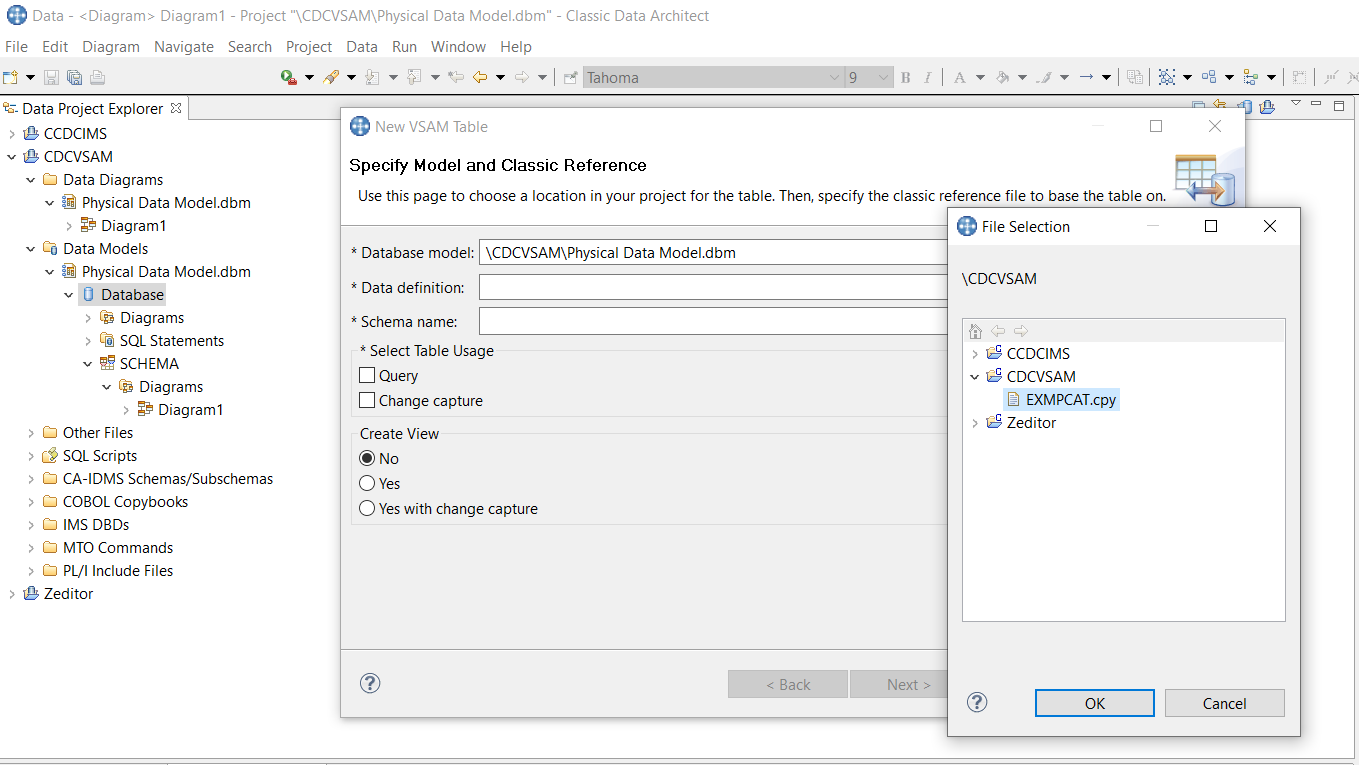 Data - <Diagram> Diagram1 - Project "\CDCVSAM\Physical Data Model.dbm" - Classic Data Architect
File Edit Diagram Navigate Search Project Data Run Window Help
Tahoma 9 B I A
Data Project Explorer
CCDCIMS
CDCVSAM
Data Diagrams
Physical Data Model.dbm
Diagram1
Data Models
Physical Data Model.dbm
Database
Diagrams
SQL Statements
SCHEMA
Diagrams
Diagram1
Other Files
SQL Scripts
CA-IDMS Schemas/Subschemas
COBOL Copybooks
IMS DBDs
MTO Commands
PL/I Include Files
Zeditor
New VSAM Table
Specify Model and Classic Reference
Use this page to choose a location in your project for the table. Then, specify the classic reference file to base the table on.
* Database model: \CDCVSAM\Physical Data Model.dbm
* Data definition:
* Schema name:
* Select Table Usage
Query
Change capture
Create View
No
Yes
Yes with change capture
< Back Next >
File Selection
\CDCVSAM
CCDCIMS
CDCVSAM
EXMPCAT.cpy
Zeditor
OK Cancel